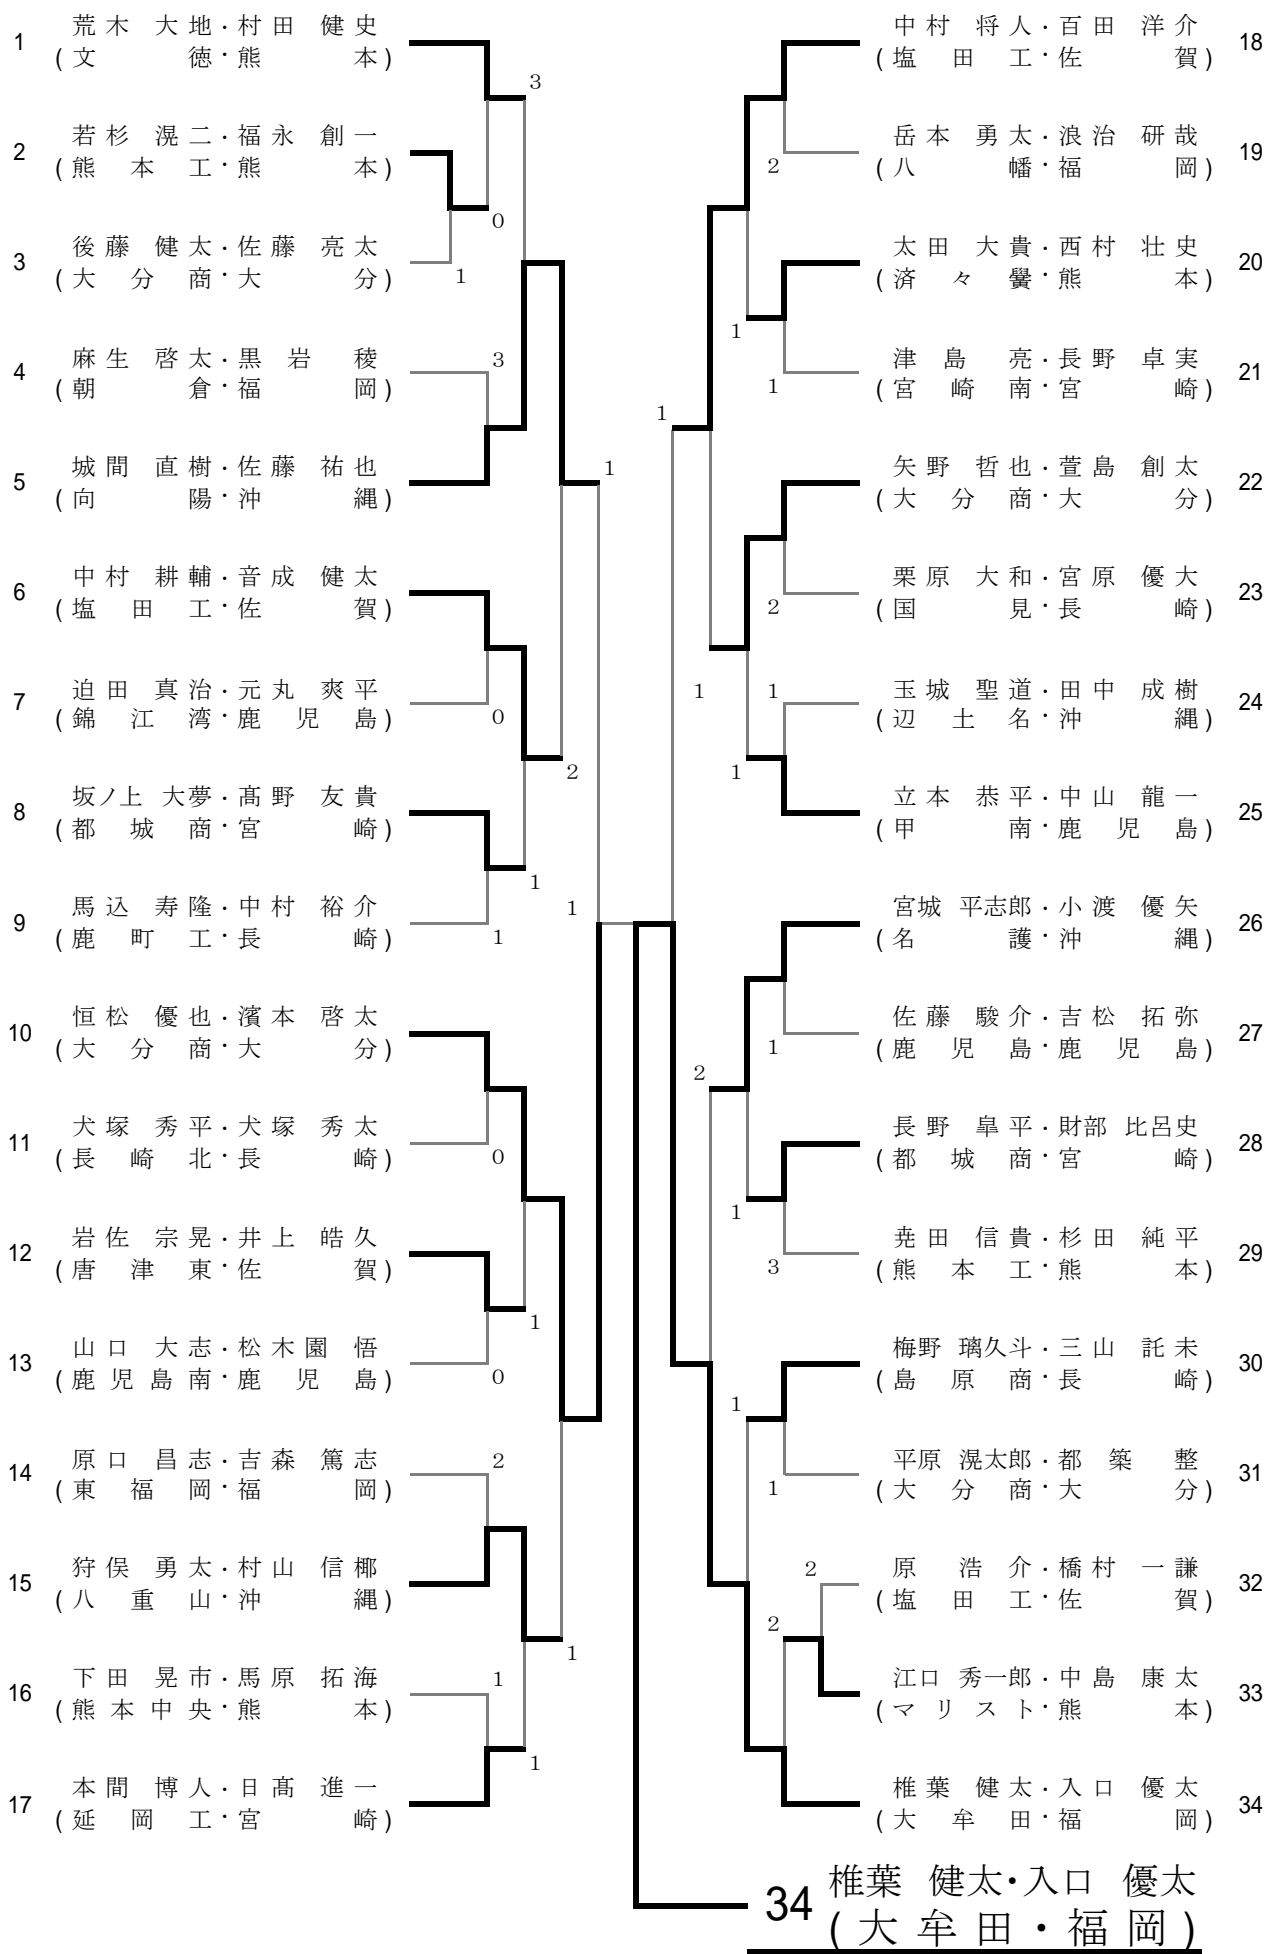 1 荒木 大地・村田 健史
(文徳・熊本)
2 若杉 滉二・福永 創一
(熊本工・熊本)
3 後藤 健太・佐藤 亮太
(大分商・大分)
4 麻生 啓太・黒岩 稜
(朝倉・福岡)
5 城間 直樹・佐藤 祐也
(向陽・沖縄)
6 中村 耕輔・音成 健太
(塩田工・佐賀)
7 迫田 真治・元丸 爽平
(錦江湾・鹿児島)
8 坂ノ上 大夢・髙野 友貴
(都城商・宮崎)
9 馬込 寿隆・中村 裕介
(鹿町工・長崎)
10 恒松 優也・濱本 啓太
(大分商・大分)
11 犬塚 秀平・犬塚 秀太
(長崎北・長崎)
12 岩佐 宗晃・井上 皓久
(唐津東・佐賀)
13 山口 大志・松木園 悟
(鹿児島南・鹿児島)
14 原口 昌志・吉森 篤志
(東福岡・福岡)
15 狩俣 勇太・村山 信梛
(八重山・沖縄)
16 下田 晃市・馬原 拓海
(熊本中央・熊本)
17 本間 博人・日髙 進一
(延岡工・宮崎)
3
0
1
3
1
0
2
1
1
1
0
1
0
2
1
1
1
中村 将人・百田 洋介 18
(塩田工・佐賀)
岳本 勇太・浪治 研哉 19
(八幡・福岡)
太田 大貴・西村 壮史 20
(済々黌・熊本)
津島 亮・長野 卓実 21
(宮崎南・宮崎)
矢野 哲也・萱島 創太 22
(大分商・大分)
栗原 大和・宮原 優大 23
(国見・長崎)
玉城 聖道・田中 成樹 24
(辺土名・沖縄)
立本 恭平・中山 龍一 25
(甲南・鹿児島)
宮城 平志郎・小渡 優矢 26
(名護・沖縄)
佐藤 駿介・吉松 拓弥 27
(鹿児島・鹿児島)
長野 皐平・財部 比呂史 28
(都城商・宮崎)
尭田 信貴・杉田 純平 29
(熊本工・熊本)
梅野 璃久斗・三山 託未 30
(島原商・長崎)
平原 滉太郎・都築 整 31
(大分商・大分)
原 浩介・橋村 一謙 32
(塩田工・佐賀)
江口 秀一郎・中島 康太 33
(マリスト・熊本)
椎葉 健太・入口 優太 34
(大牟田・福岡)
2
1
1
1
2
1
1
1
1
2
1
3
1
1
2
2
34 椎葉 健太・入口 優太
(大牟田・福岡)